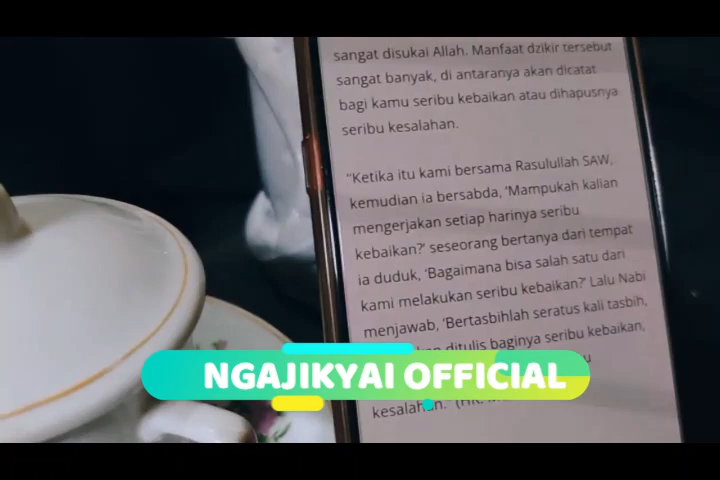 sangat disukai Allah. Manfaat dzikir tersebut
sangat banyak, di antaranya akan dicatat
bagi kamu seribu kebaikan atau dihapusnya
seribu kesalahan.
"Ketika itu kami bersama Rasulullah SAW,
kemudian ia bersabda, 'Mampukah kalian
mengerjakan setiap harinya seribu
kebaikan?' seseorang bertanya dari tempat
ia duduk, 'Bagaimana bisa salah satu dari
kami melakukan seribu kebaikan?' Lalu Nabi
menjawab, 'Bertasbihlah seratus kali tasbih,
ditulis baginya seribu kebaikan,
NGAJIKYAI OFFICIAL
kesalahan."